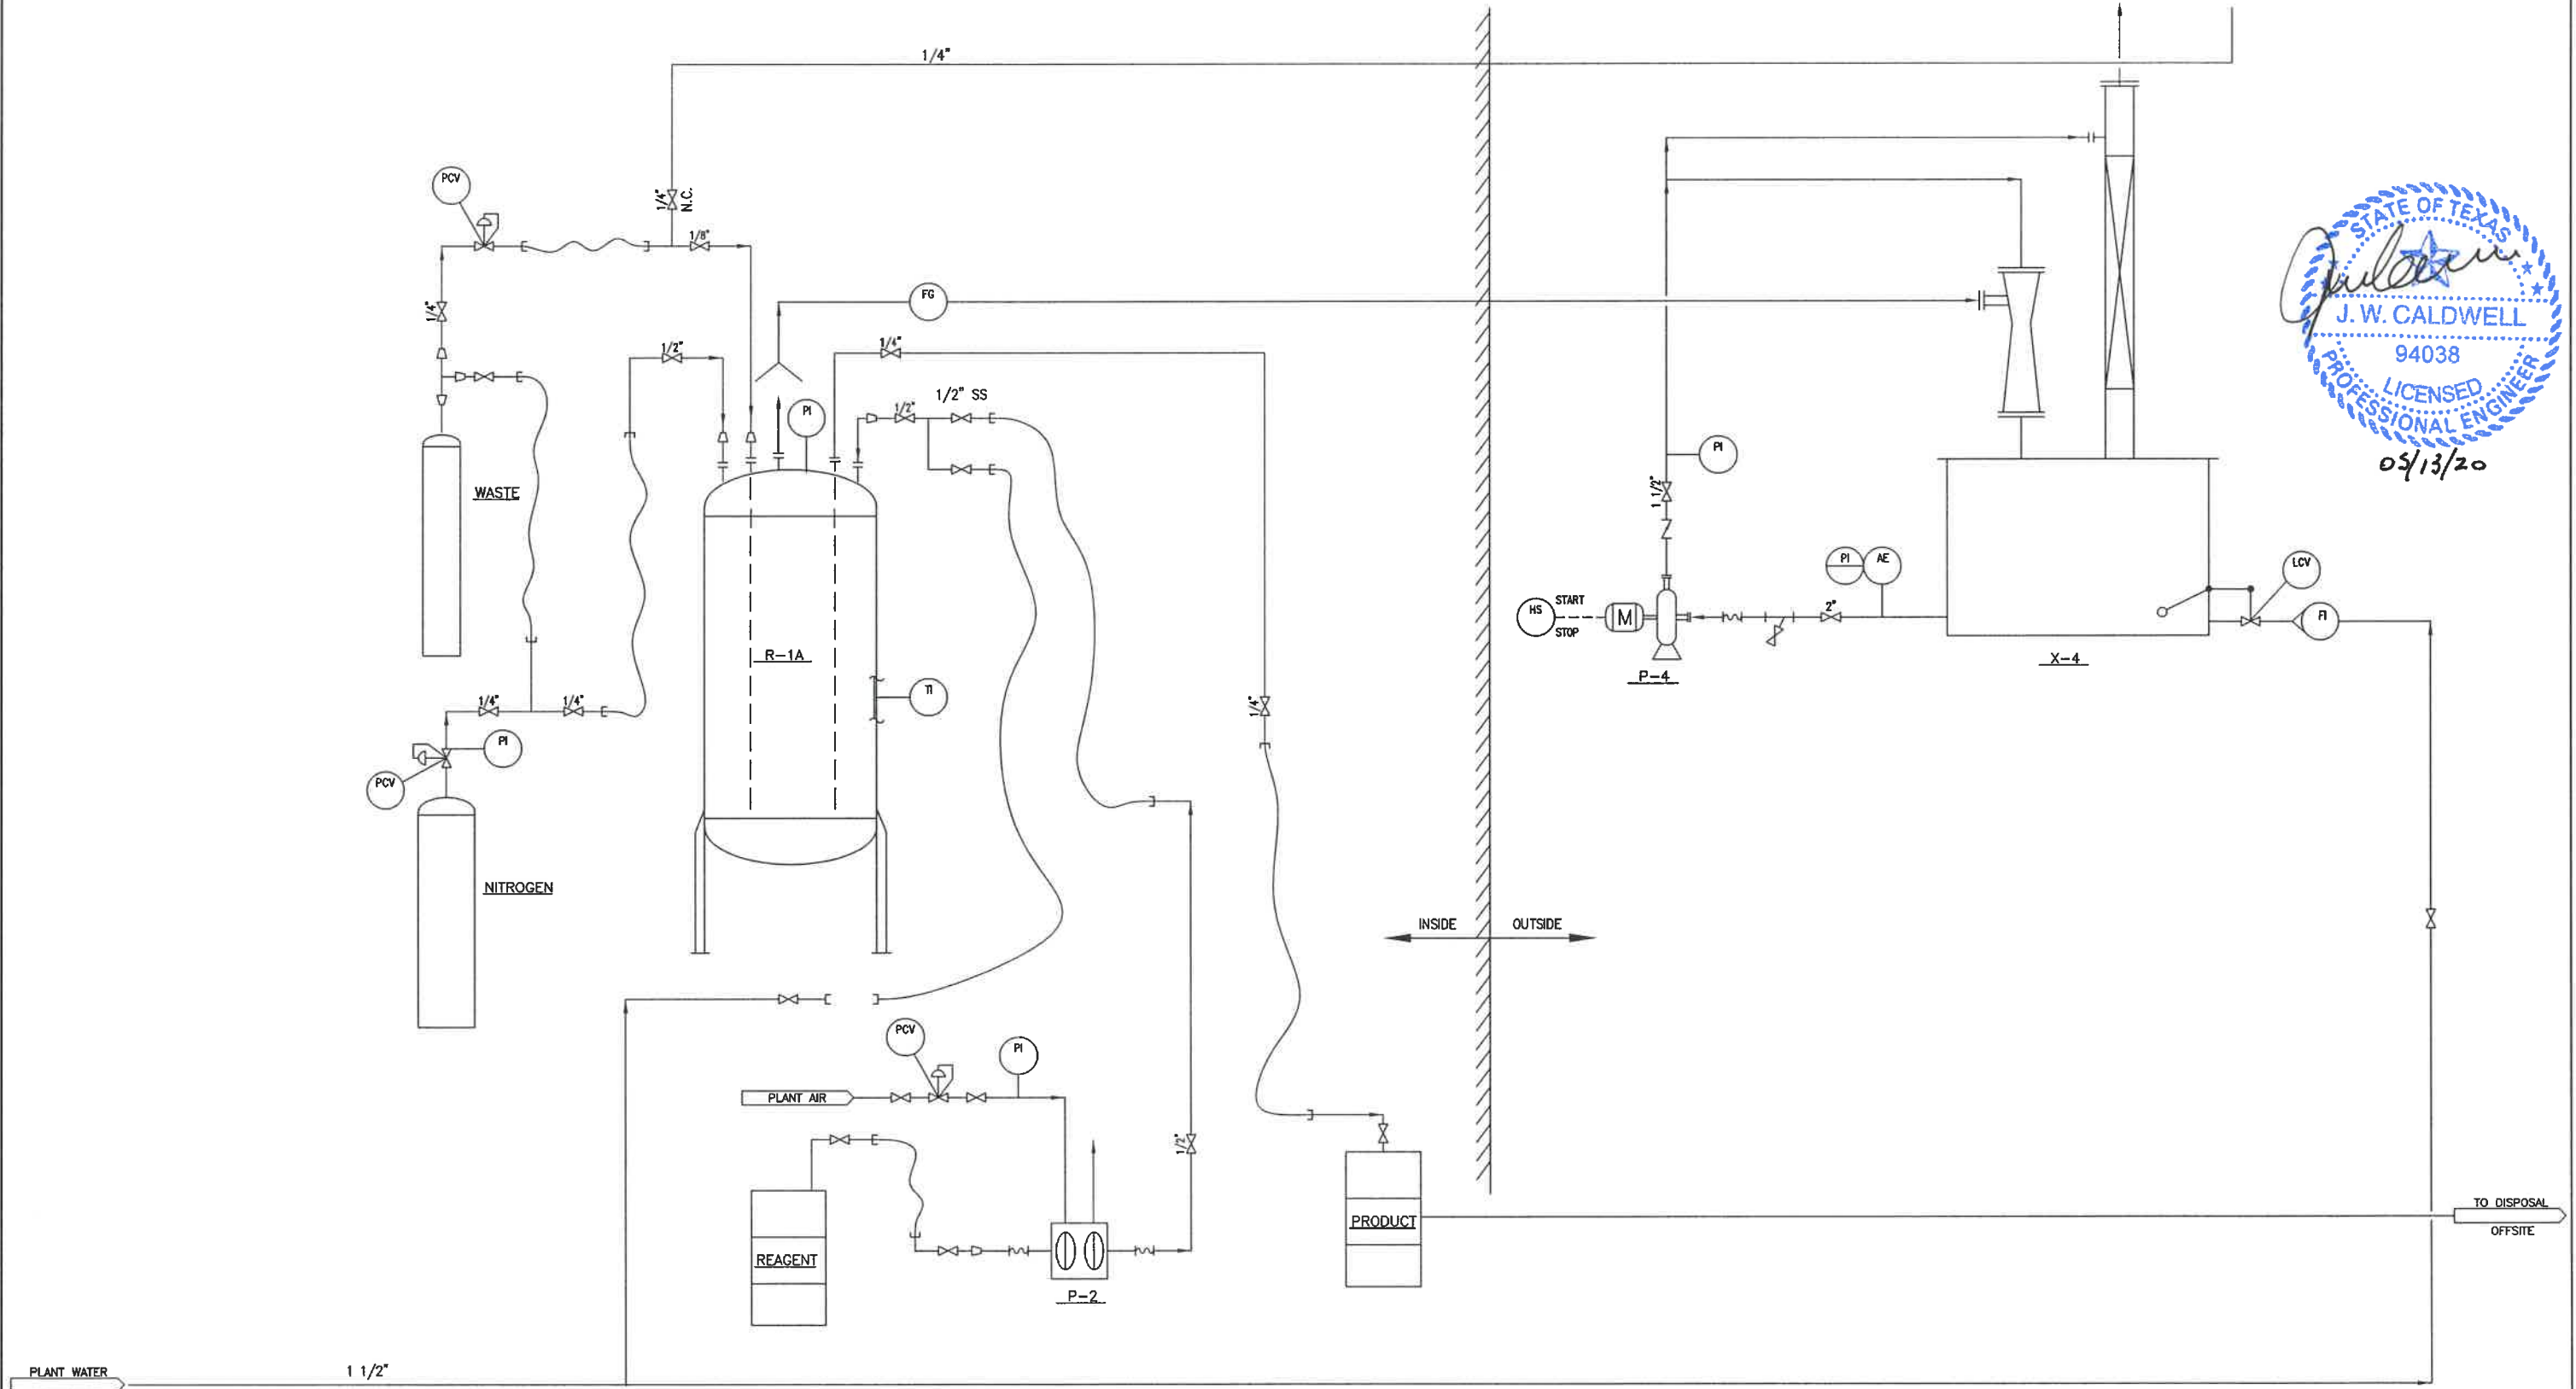 1/4"
PCV
1/4"
N.C.
1/8"
STATE OF TEXAS
J. W. CALDWELL
94038
LICENSED
PROFESSIONAL ENGINEER
05/13/20
FG
1/4"
1/2"
1/4"
PI
1/2"
1/2" SS
WASTE
PI
1 1/2"
PI
AE
LCV
HS
START
STOP
M
2"
FI
P-4
X-4
R-1A
TI
1/4"
1/4"
1/4"
PI
PCV
NITROGEN
INSIDE
OUTSIDE
PCV
PI
PLANT AIR
1/2"
REAGENT
P-2
PRODUCT
TO DISPOSAL
OFFSITE
PLANT WATER
1 1/2"